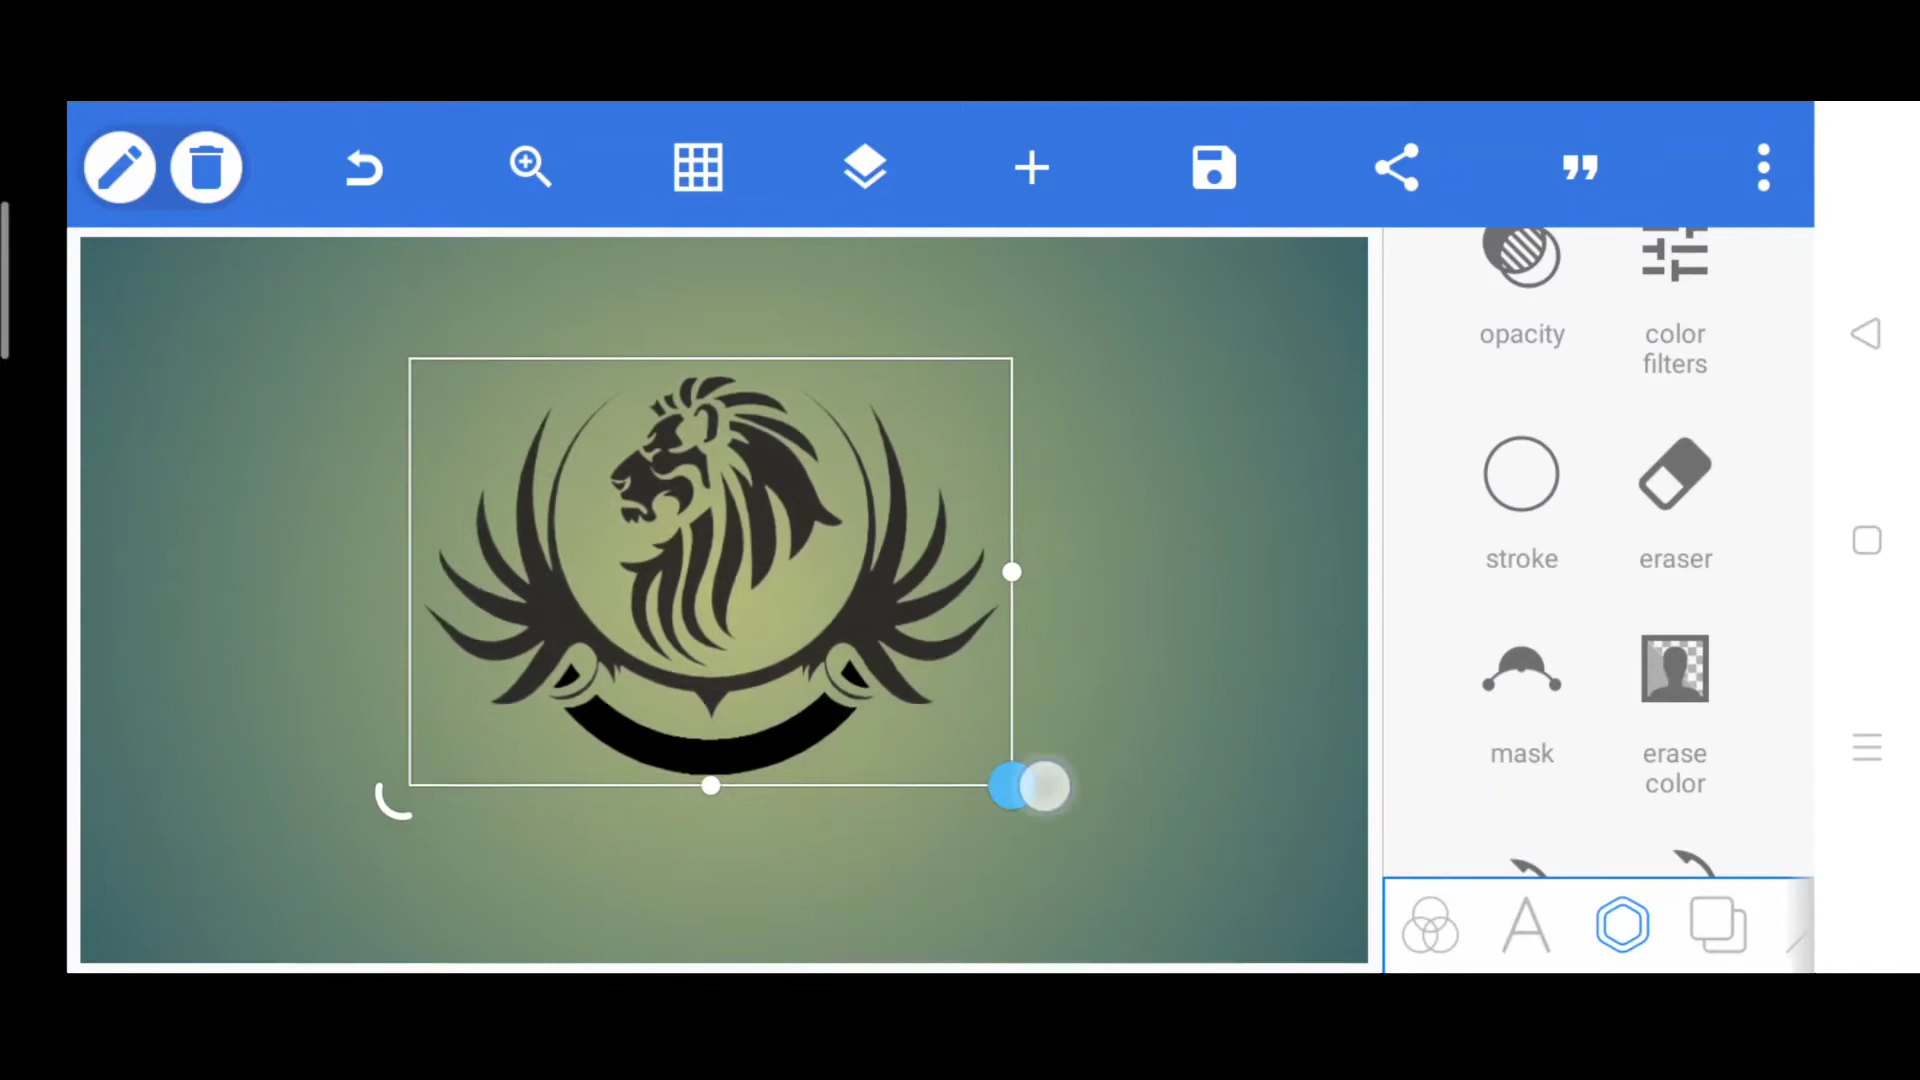 opacity
color
filters
stroke
eraser
mask
erase
color